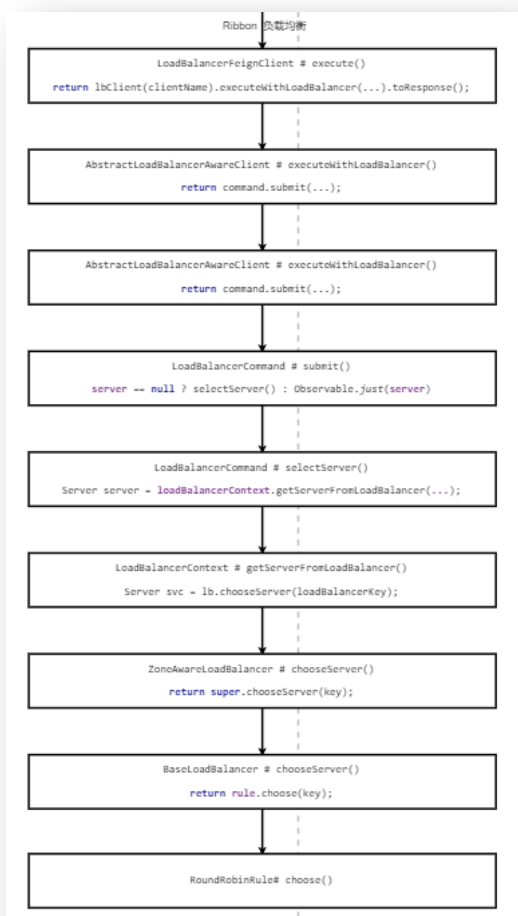 Ribbon 负载均衡
LoadBalancerFeignClient # execute()
return lbClient(clientName).executeWithLoadBalancer(...).toResponse();
AbstractLoadBalancerAwareClient # executeWithLoadBalancer()
return command.submit(...);
AbstractLoadBalancerAwareClient # executeWithLoadBalancer()
return command.submit(...);
LoadBalancerCommand # submit()
server == null ? selectServer() : Observable.just(server)
LoadBalancerCommand # selectServer()
Server server = loadBalancerContext.getServerFromLoadBalancer(...);
LoadBalancerContext # getServerFromLoadBalancer()
Server svc = lb.chooseServer(loadBalancerKey);
ZoneAwareLoadBalancer # chooseServer()
return super.chooseServer(key);
BaseLoadBalancer # chooseServer()
return rule.choose(key);
RoundRobinRule# choose()